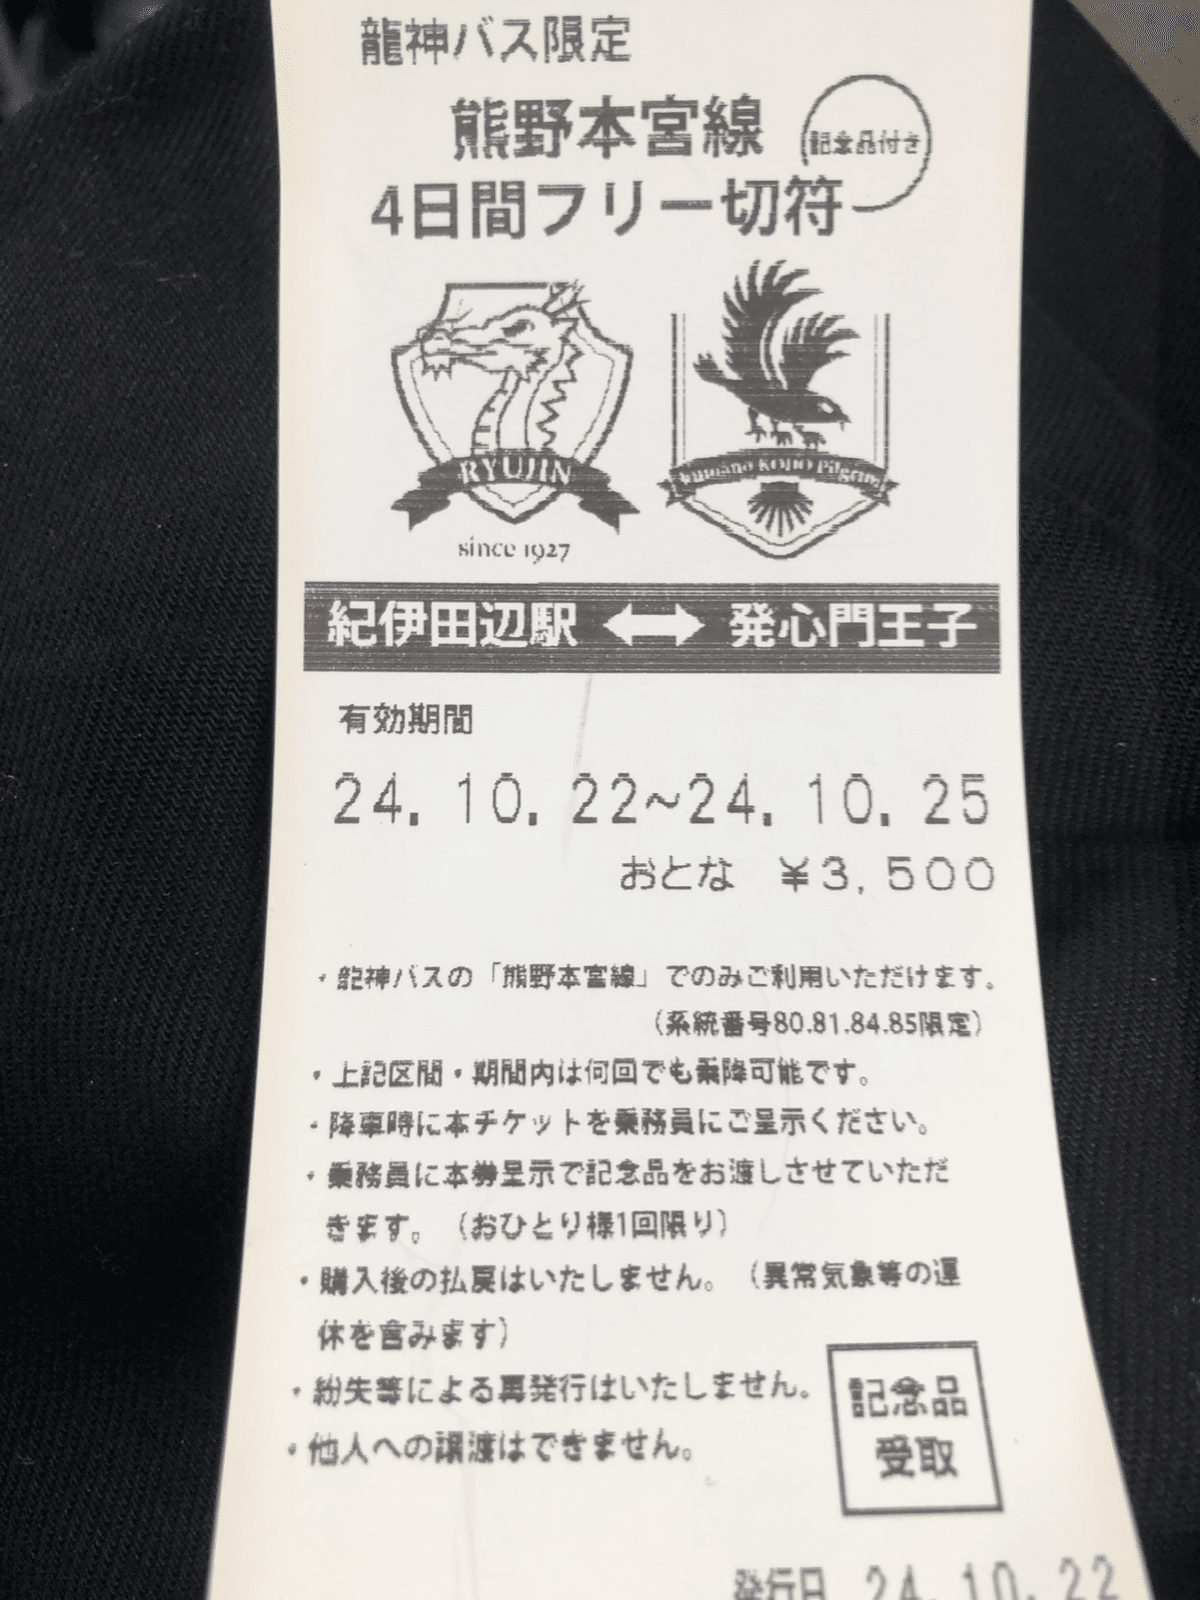 龍神バス限定
熊野本宮線
記念品付き
4日間フリー切符
RYUJIN
since 1927
Kumano KODO Pilgrims
紀伊田辺駅 ⟷ 発心門王子
有効期間
24.10.22~24.10.25
おとな ¥3,500
・龍神バスの「熊野本宮線」でのみご利用いただけます。
(系統番号80.81.84.85限定)
・上記区間・期間内は何回でも乗降可能です。
・降車時に本チケットを乗務員にご呈示ください。
・乗務員に本券呈示で記念品をお渡しさせていただ
きます。(おひとり様1回限り)
・購入後の払戻はいたしません。(異常気象等の運
休を含みます)
・紛失等による再発行はいたしません。
・他人への譲渡はできません。
記念品
受取
発行日 24.10.22